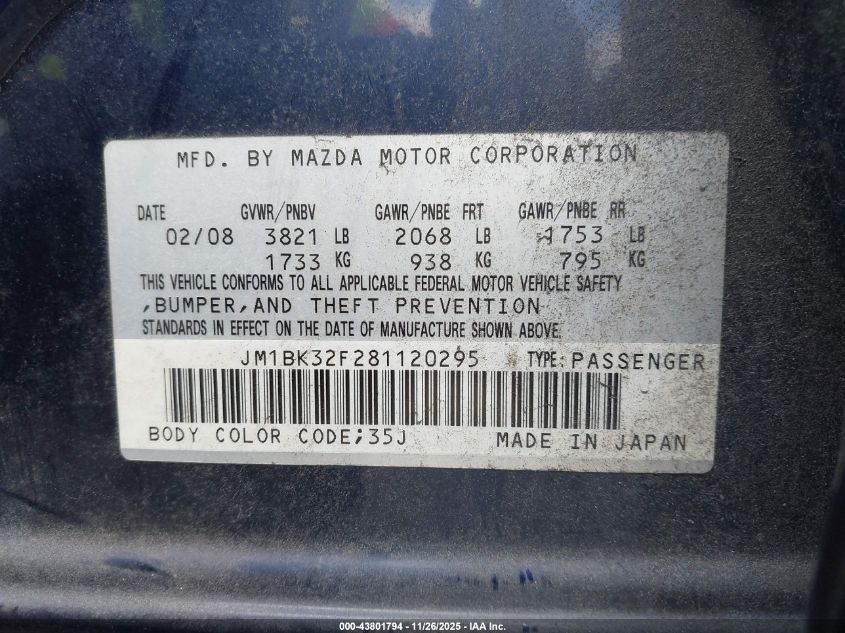 MFD. BY MAZDA MOTOR CORPORATION
DATE GVWR/PNBV GAWR/PNBE FRT GAWR/PNBE RR
02/08 3821 LB 2068 LB 1753 LB
1733 KG 938 KG 795 KG
THIS VEHICLE CONFORMS TO ALL APPLICABLE FEDERAL MOTOR VEHICLE SAFETY
,BUMPER,AND THEFT PREVENTION
STANDARDS IN EFFECT ON THE DATE OF MANUFACTURE SHOWN ABOVE.
JM1BK32F281120295 TYPE:PASSENGER
BODY COLOR CODE;35J MADE IN JAPAN
000-43801794 - 11/26/2025 - IAA Inc.